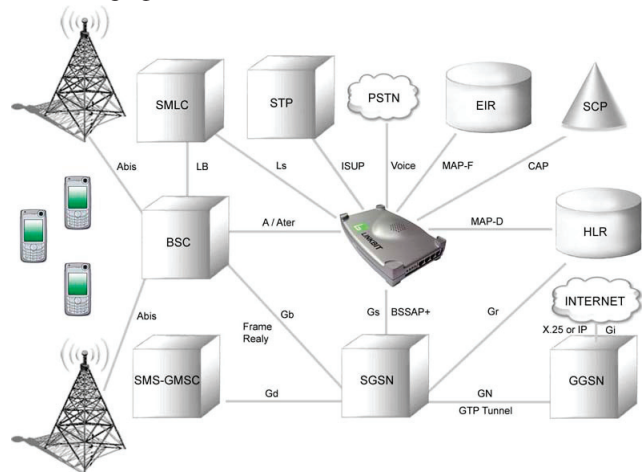 SMLC
STP
PSTN
EIR
SCP
Abis
LB
Ls
ISUP
Voice
MAP-F
CAP
BSC
A / Ater
LINKBIT
MAP-D
HLR
INTERNET
X.25 or IP
Gi
Abis
Gb
Frame
Realy
Gs
BSSAP+
Gr
SMS-GMSC
Gd
SGSN
GN
GTP Tunnel
GGSN